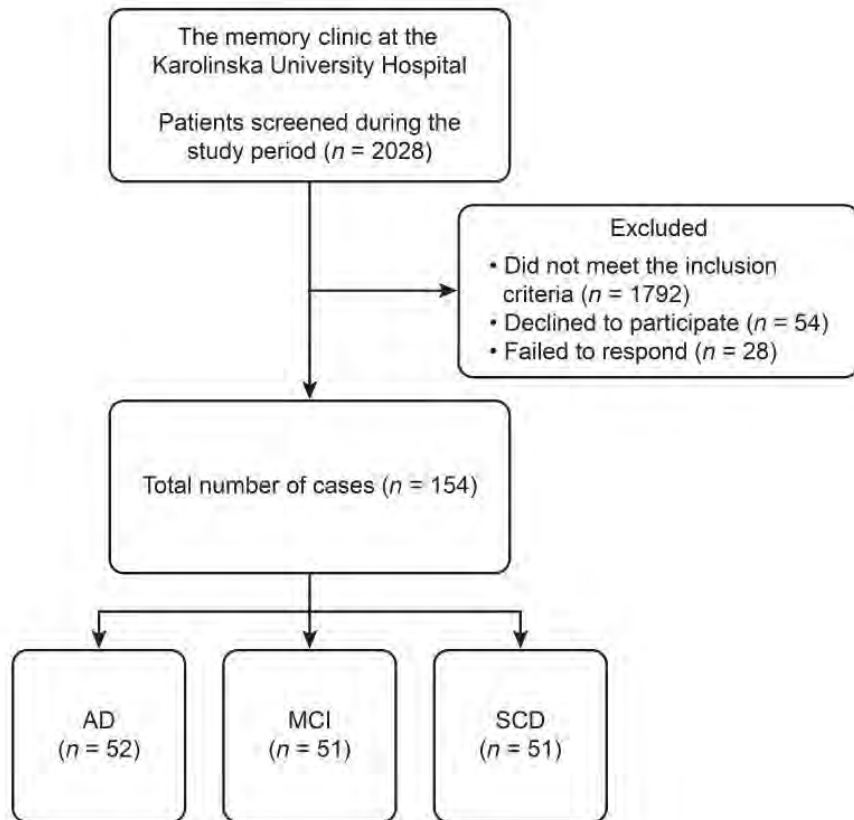 The memory clinic at the
Karolinska University Hospital
Patients screened during the
study period (n = 2028)
Excluded
• Did not meet the inclusion
criteria (n = 1792)
• Declined to participate (n = 54)
• Failed to respond (n = 28)
Total number of cases (n = 154)
AD
(n = 52)
MCI
(n = 51)
SCD
(n = 51)